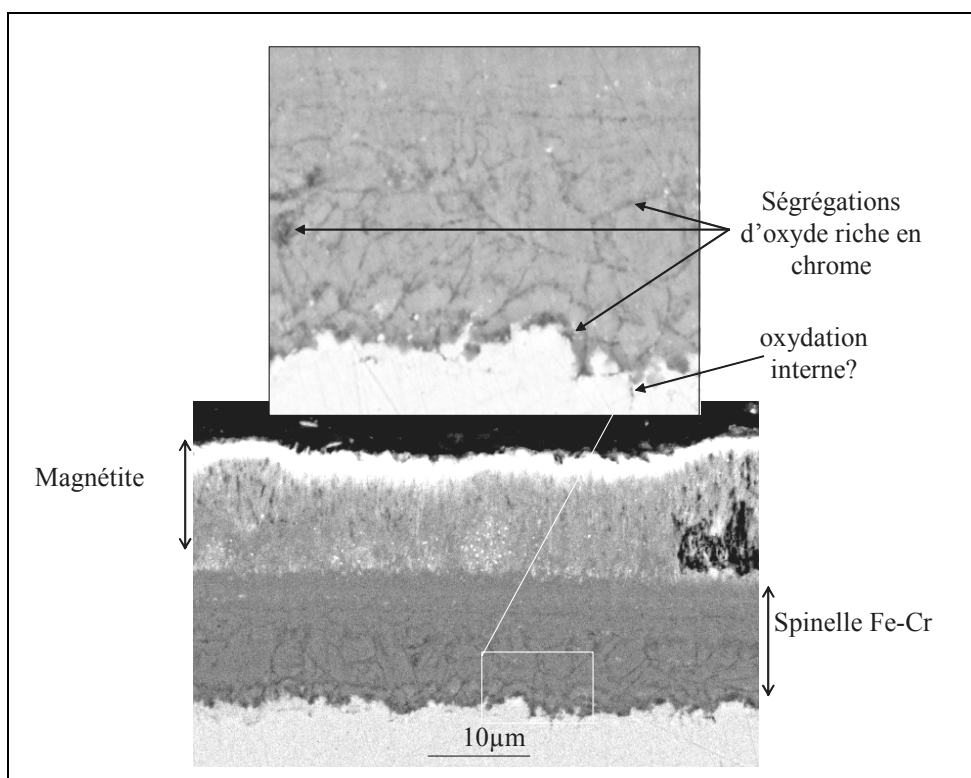 Ségrégations
d'oxyde riche en
chrome
oxydation
interne?
Magnétite
Spinelle Fe-Cr
10µm